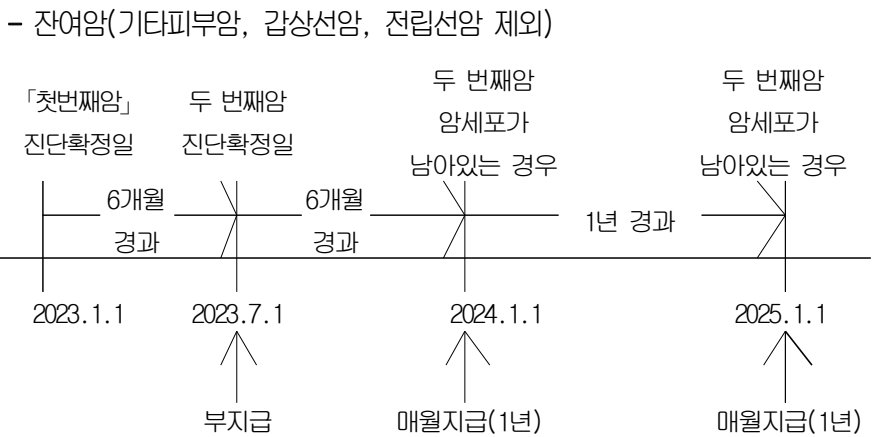 - 잔여암(기타피부암, 갑상선암, 전립선암 제외)
「첫번째암」
진단확정일
두 번째암
진단확정일
두 번째암
암세포가
남아있는 경우
두 번째암
암세포가
남아있는 경우
6개월
경과
6개월
경과
1년 경과
2023.1.1
2023.7.1
2024.1.1
2025.1.1
부지급
매월지급(1년)
매월지급(1년)